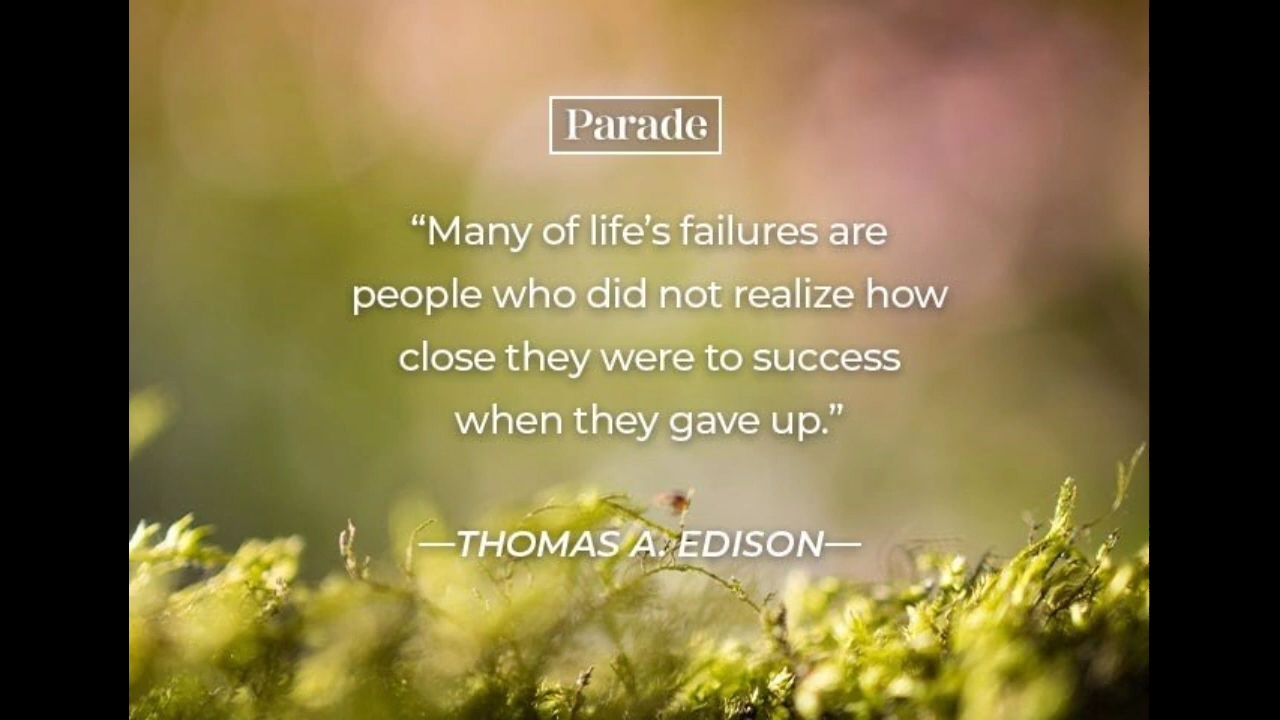 Parade
“Many of life’s failures are
people who did not realize how
close they were to success
when they gave up.”
—THOMAS A. EDISON—